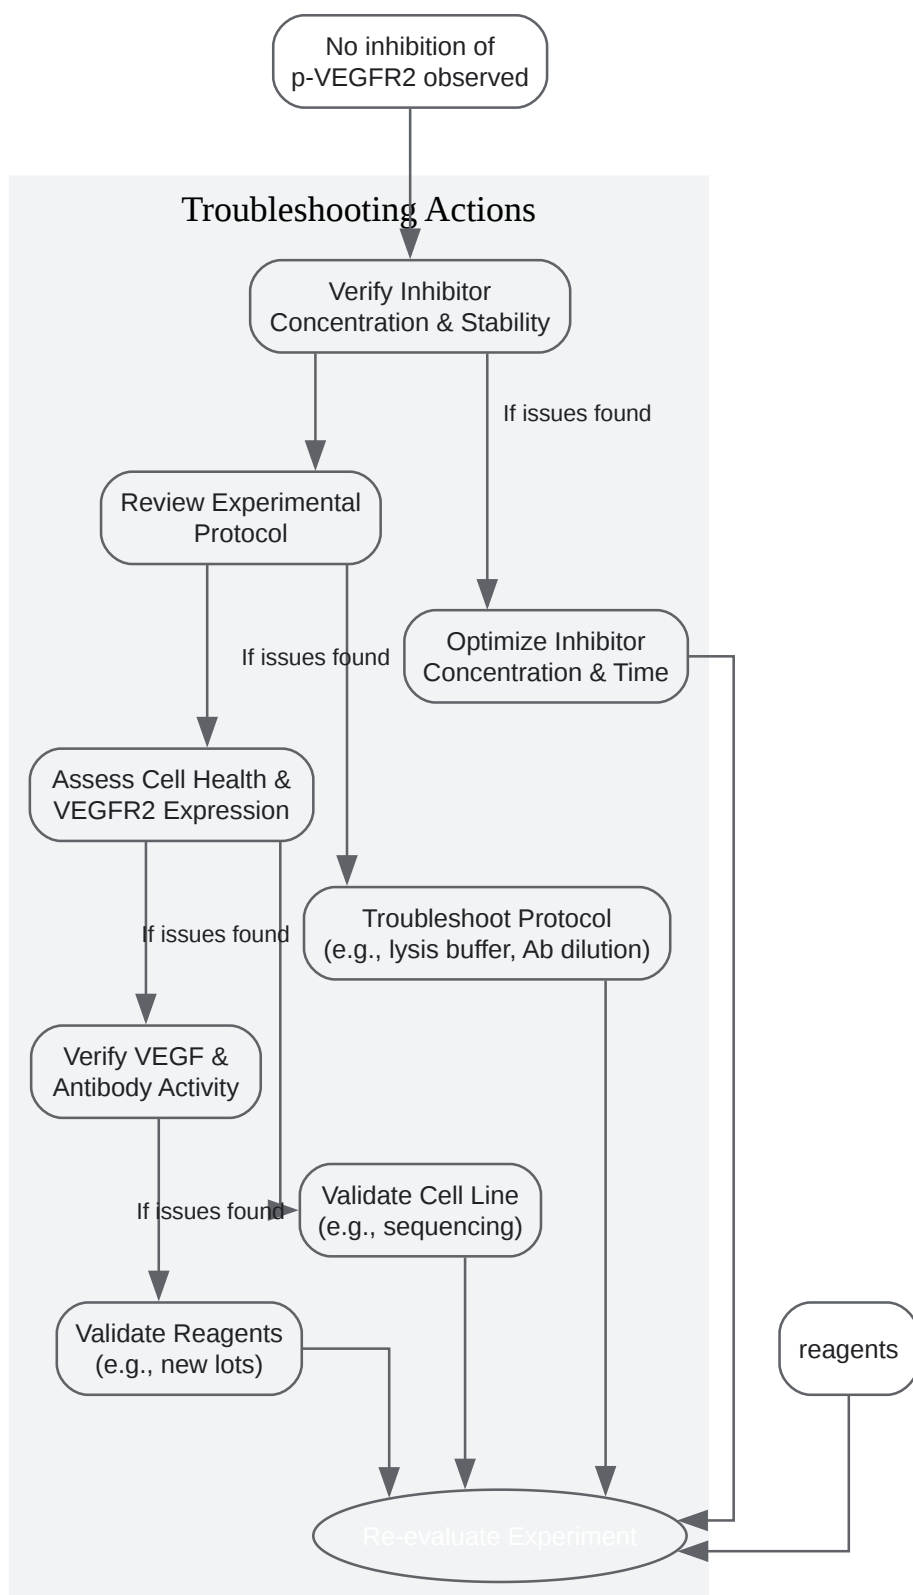 No inhibition of
p-VEGFR2 observed
Troubleshooting Actions
Verify Inhibitor
Concentration & Stability
If issues found
Review Experimental
Protocol
Optimize Inhibitor
Concentration & Time
If issues found
Assess Cell Health &
VEGFR2 Expression
Troubleshoot Protocol
(e.g., lysis buffer, Ab dilution)
If issues found
Verify VEGF &
Antibody Activity
Validate Cell Line
(e.g., sequencing)
If issues found
Validate Reagents
(e.g., new lots)
reagents
Re-evaluate Experiment